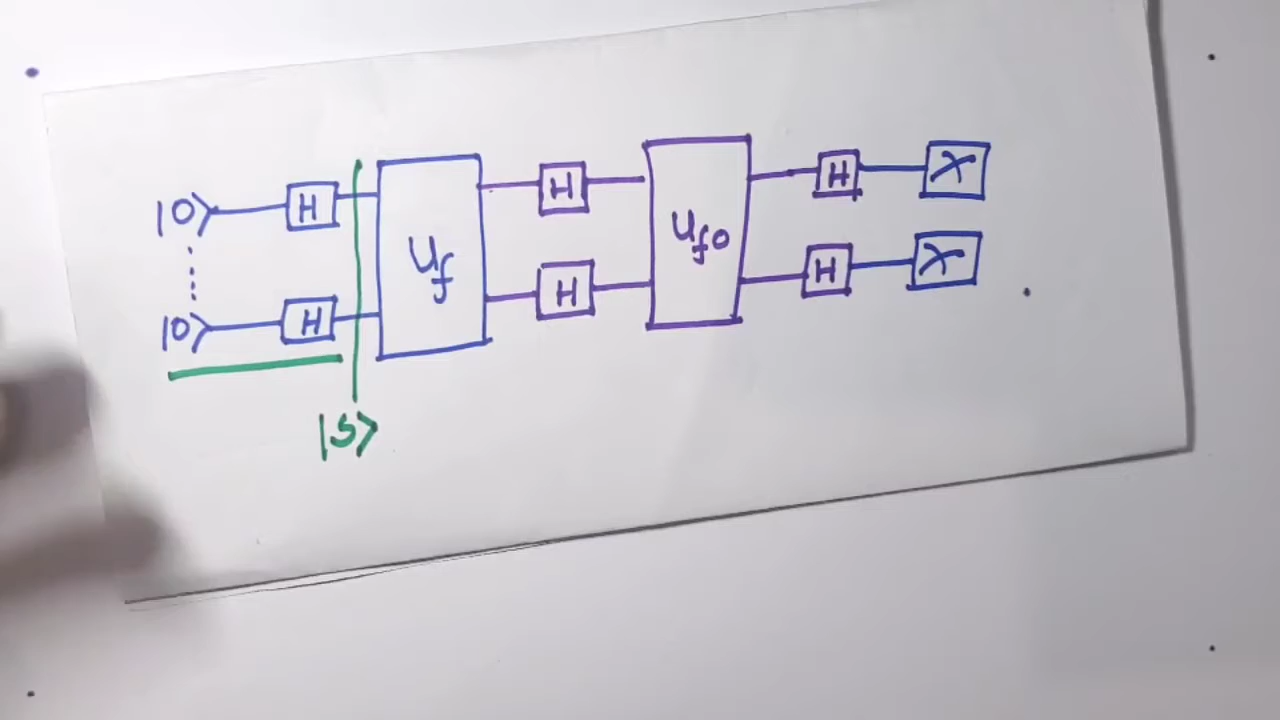 |0⟩ H U_f H U_f0 H X
|0⟩ H H H X
|S⟩